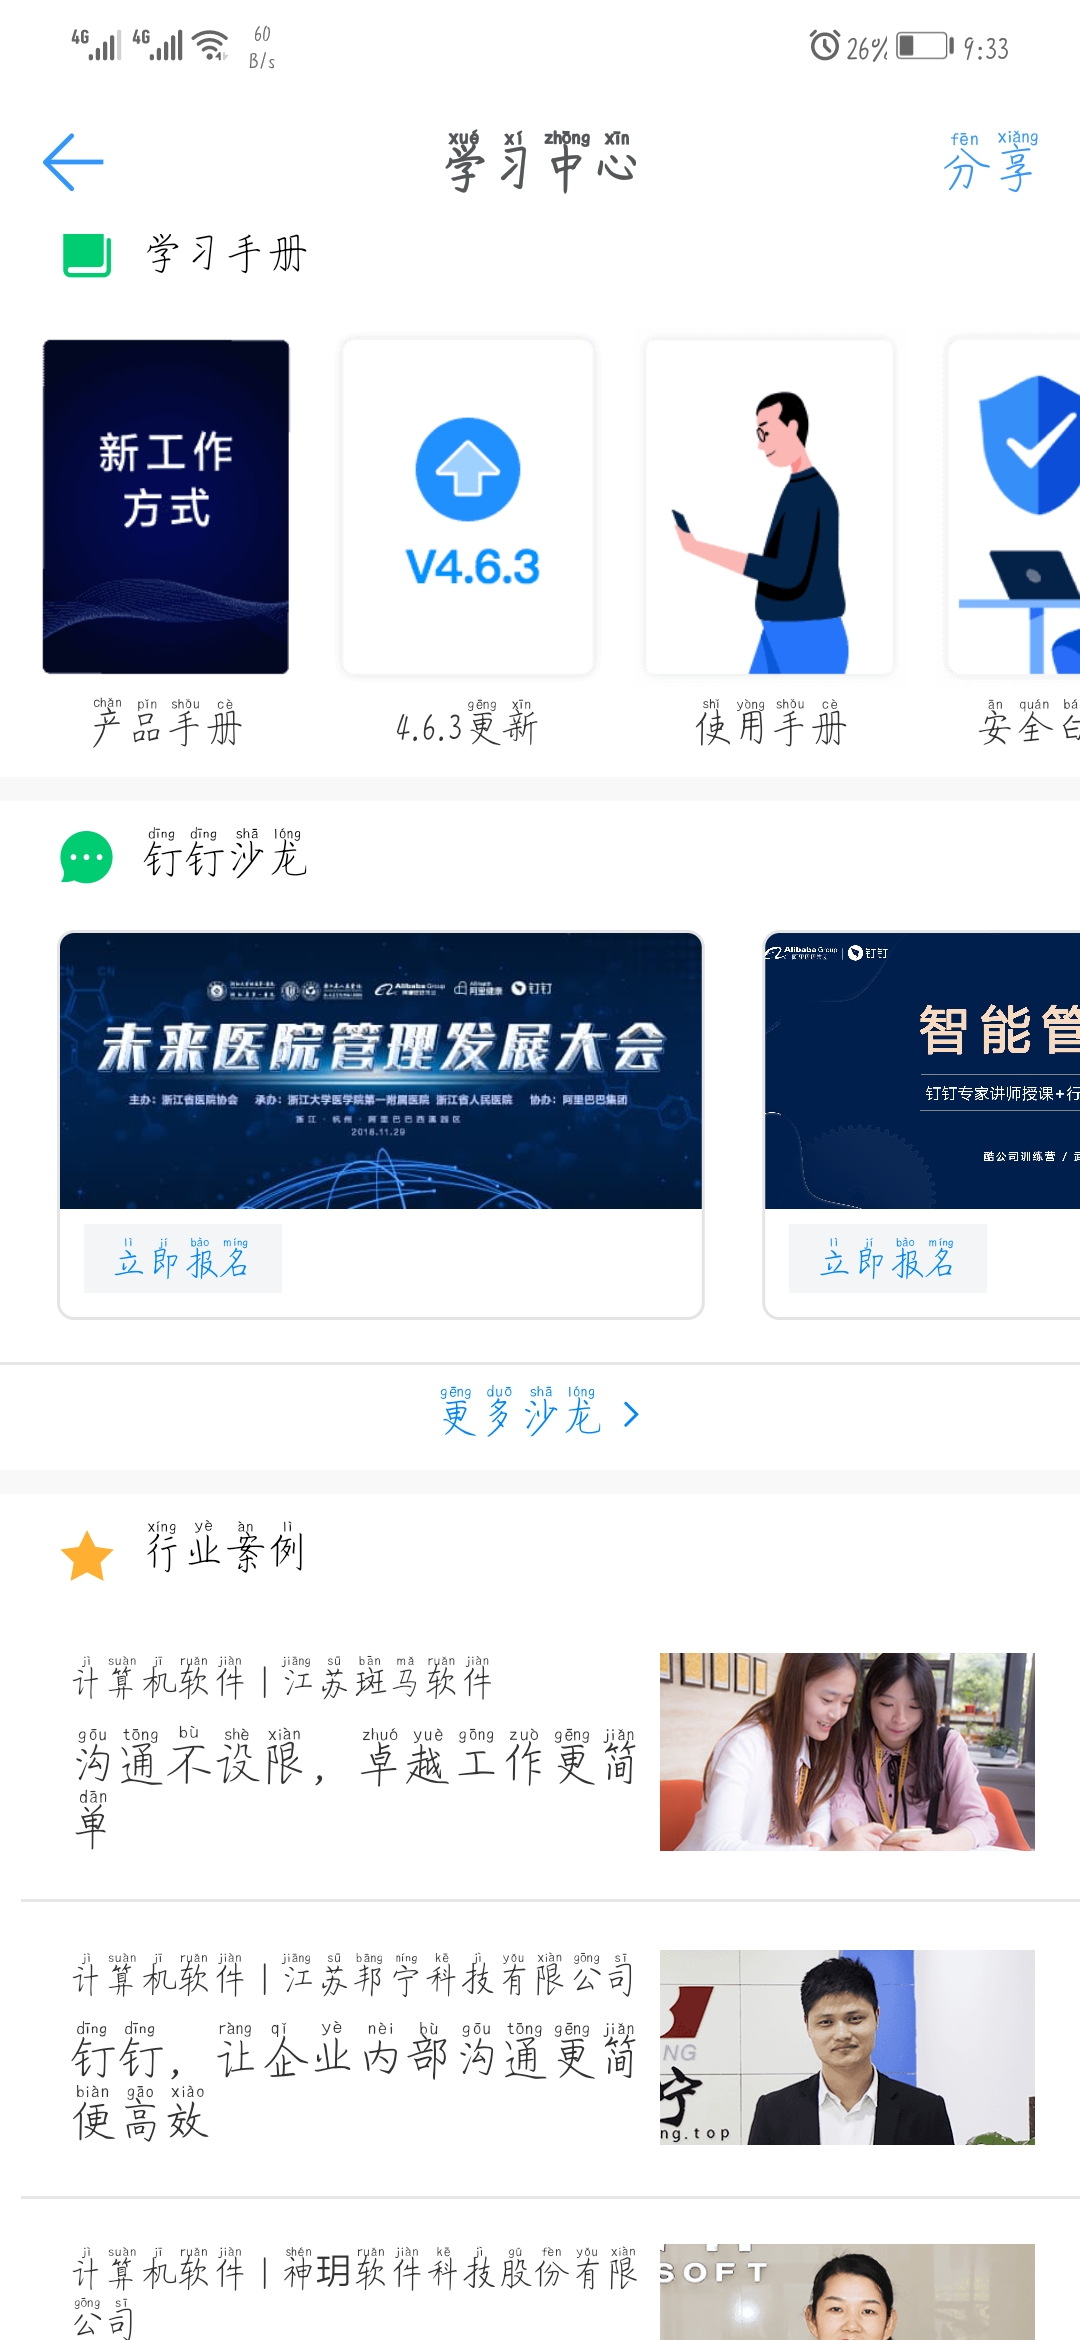 4G 4G 60 B/s 26% 9:33
xué xí zhōng xīn
学习中心
fēn xiǎng
分享
学习手册
新工作
方式
V4.6.3
chǎn pǐn shǒu cè
产品手册
gēng xīn
4.6.3更新
shǐ yòng shǒu cè
使用手册
ān quán bá
安全白
dīng dīng shā lóng
钉钉沙龙
Alibaba Group 阿里健康 钉钉
未来医院管理发展大会
主办：浙江省医院协会 承办：浙江大学医学院第一附属医院 浙江省人民医院 协办：阿里巴巴集团
浙江·杭州·阿里巴巴西溪园区
2018.11.29
lì jí bào míng
立即报名
Alibaba Group | 钉钉
智能管
钉钉专家讲师授课+行
酷公司训练营 /
lì jí bào míng
立即报名
gēng duō shā lóng
更多沙龙
xíng yè àn lì
行业案例
jì suàn jī ruǎn jiàn jiāng sū bān mǎ ruǎn jiàn
计算机软件 | 江苏斑马软件
gōu tōng bù shè xiàn zhuó yuè gōng zuò gēng jiǎn
沟通不设限，卓越工作更简
dān
单
jì suàn jī ruǎn jiàn jiāng sū bāng níng kē jì yǒu xiàn gōng sī
计算机软件 | 江苏邦宁科技有限公司
dīng dīng ràng qǐ yè nèi bù gōu tōng gēng jiǎn
钉钉，让企业内部沟通更简
biàn gāo xiào
便高效
NG
宁
ng.top
jì suàn jī ruǎn jiàn shén ruǎn jiàn kē jì gǔ fèn yǒu xiàn
计算机软件 | 神玥软件科技股份有限
gōng sī
公司
SOFT